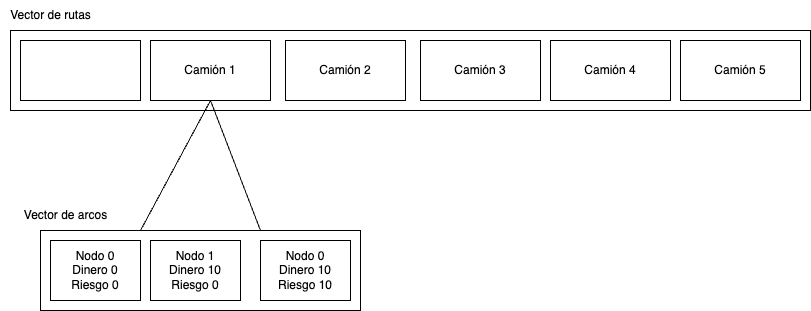 Vector de rutas
Camión 1
Camión 2
Camión 3
Camión 4
Camión 5
Vector de arcos
Nodo 0
Dinero 0
Riesgo 0
Nodo 1
Dinero 10
Riesgo 0
Nodo 0
Dinero 10
Riesgo 10